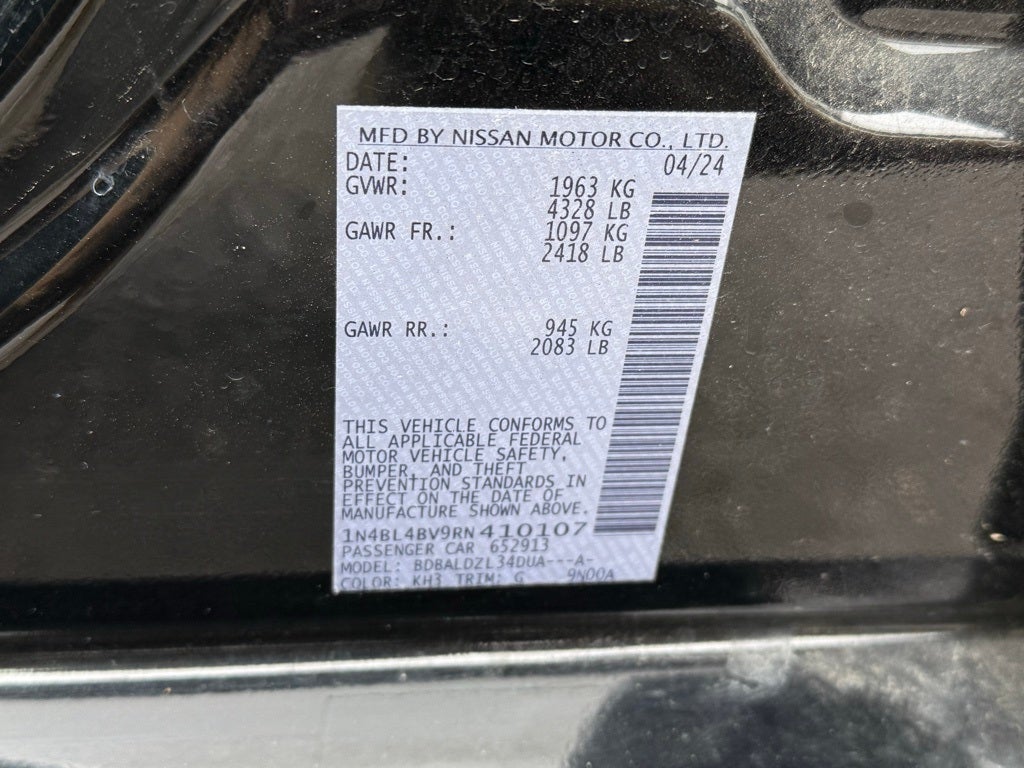 MFD BY NISSAN MOTOR CO., LTD.
DATE: 04/24
GVWR: 1963 KG
4328 LB
GAWR FR.: 1097 KG
2418 LB
GAWR RR.: 945 KG
2083 LB
THIS VEHICLE CONFORMS TO
ALL APPLICABLE FEDERAL
MOTOR VEHICLE SAFETY,
BUMPER, AND THEFT
PREVENTION STANDARDS IN
EFFECT ON THE DATE OF
MANUFACTURE SHOWN ABOVE.
1N4BL4BV9RN410107
PASSENGER CAR 652913
MODEL: BDBALDZL34DUA---A-
COLOR: KH3 TRIM: G 9N00A